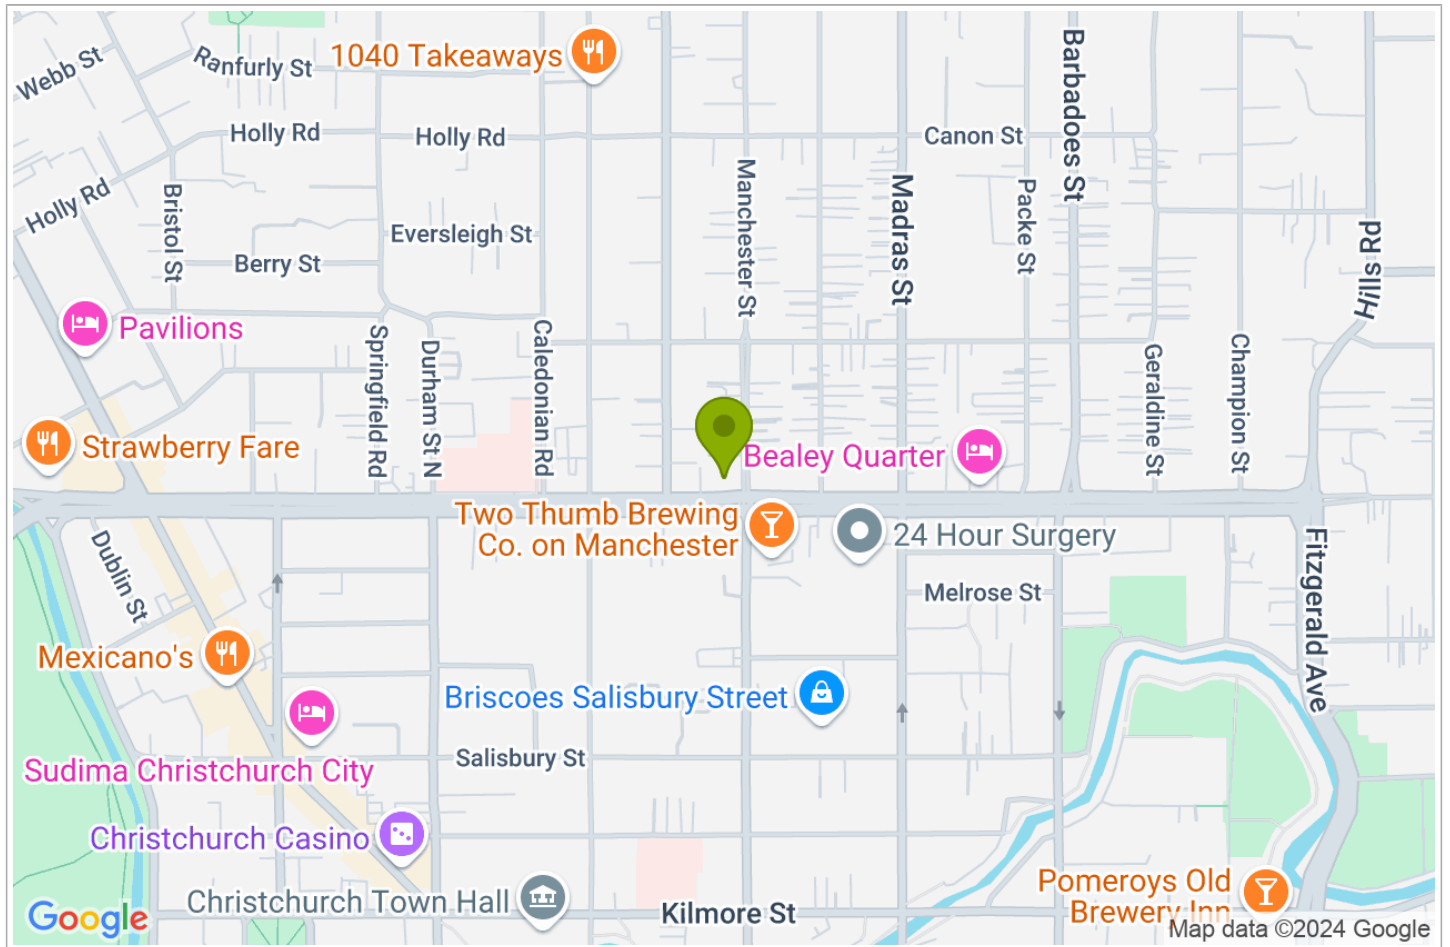 Webb St
Ranfurly St
1040 Takeaways
Barbadoes St
Holly Rd
Holly Rd
Canon St
Holly Rd
Bristol St
Manchester St
Madras St
Packe St
Hills Rd
Eversleigh St
Berry St
Pavilions
Springfield Rd
Durham St N
Caledonian Rd
Geraldine St
Champion St
Strawberry Fare
Bealey Quarter
Two Thumb Brewing
Co. on Manchester
24 Hour Surgery
Dublin St
Melrose St
Fitzgerald Ave
Mexicano's
Briscoes Salisbury Street
Salisbury St
Sudima Christchurch City
Christchurch Casino
Christchurch Town Hall
Kilmore St
Pomeroys Old
Brewery Inn
Google
Map data ©2024 Google